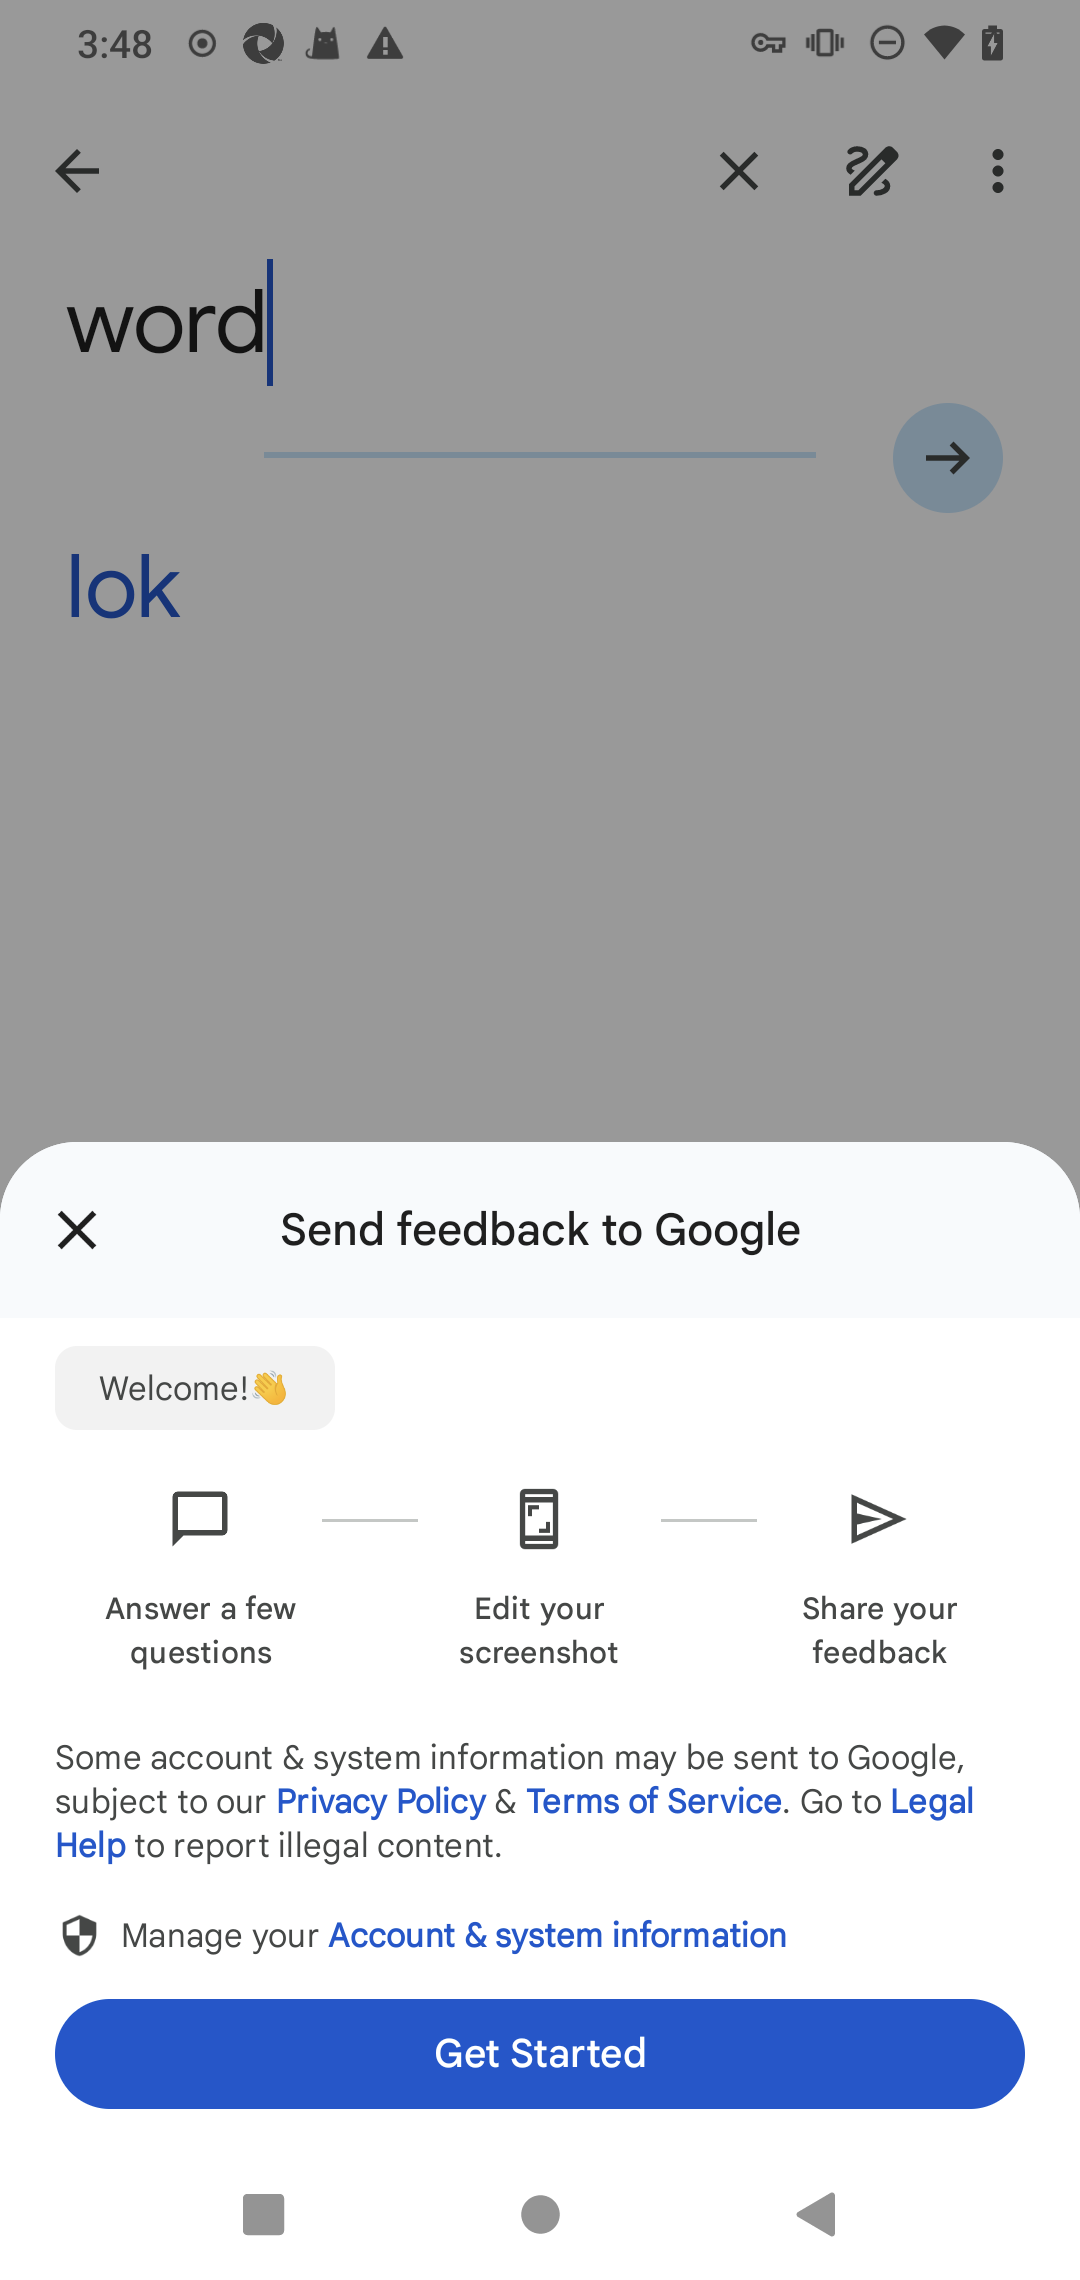 3:48
word
lok
Send feedback to Google
Welcome!👋
Answer a few
questions
Edit your
screenshot
Share your
feedback
Some account & system information may be sent to Google,
subject to our Privacy Policy & Terms of Service. Go to Legal
Help to report illegal content.
Manage your Account & system information
Get Started